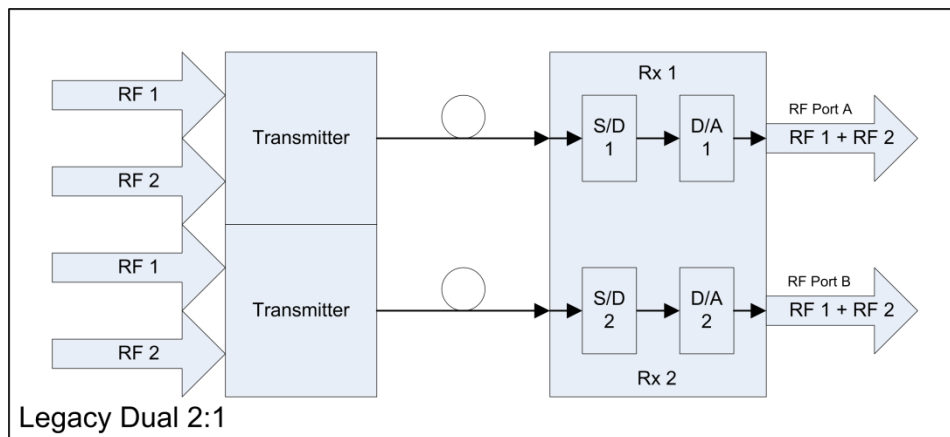 RF 1
RF 2
RF 1
RF 2
Transmitter
Transmitter
Rx 1
S/D
1
D/A
1
RF Port A
RF 1 + RF 2
S/D
2
D/A
2
Rx 2
RF Port B
RF 1 + RF 2
Legacy Dual 2:1